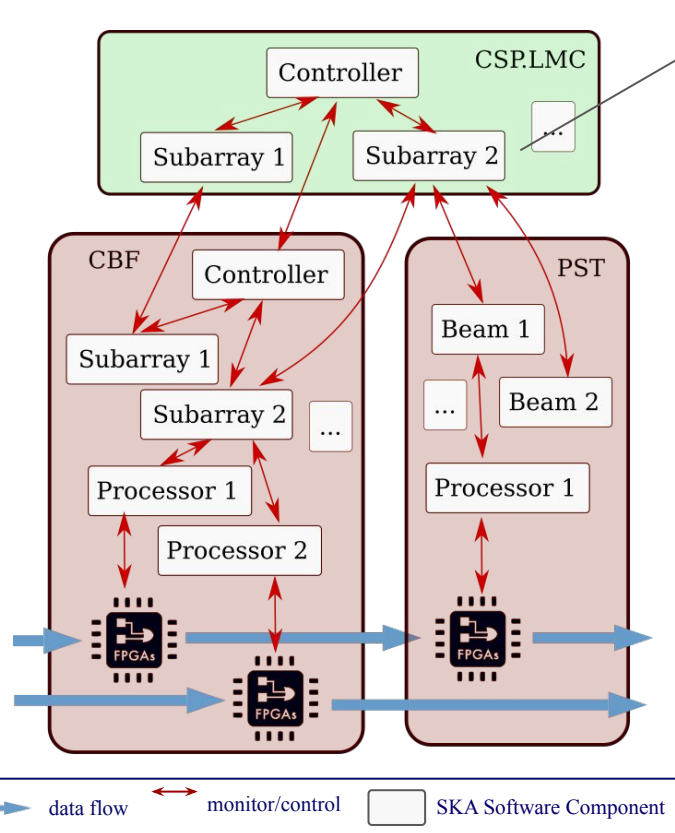 CSP.LMC
Controller
...
Subarray 1
Subarray 2
CBF
PST
Controller
Subarray 1
Beam 1
Subarray 2
...
...
Beam 2
Processor 1
Processor 1
Processor 2
FPGAs
FPGAs
FPGAs
data flow
monitor/control
SKA Software Component